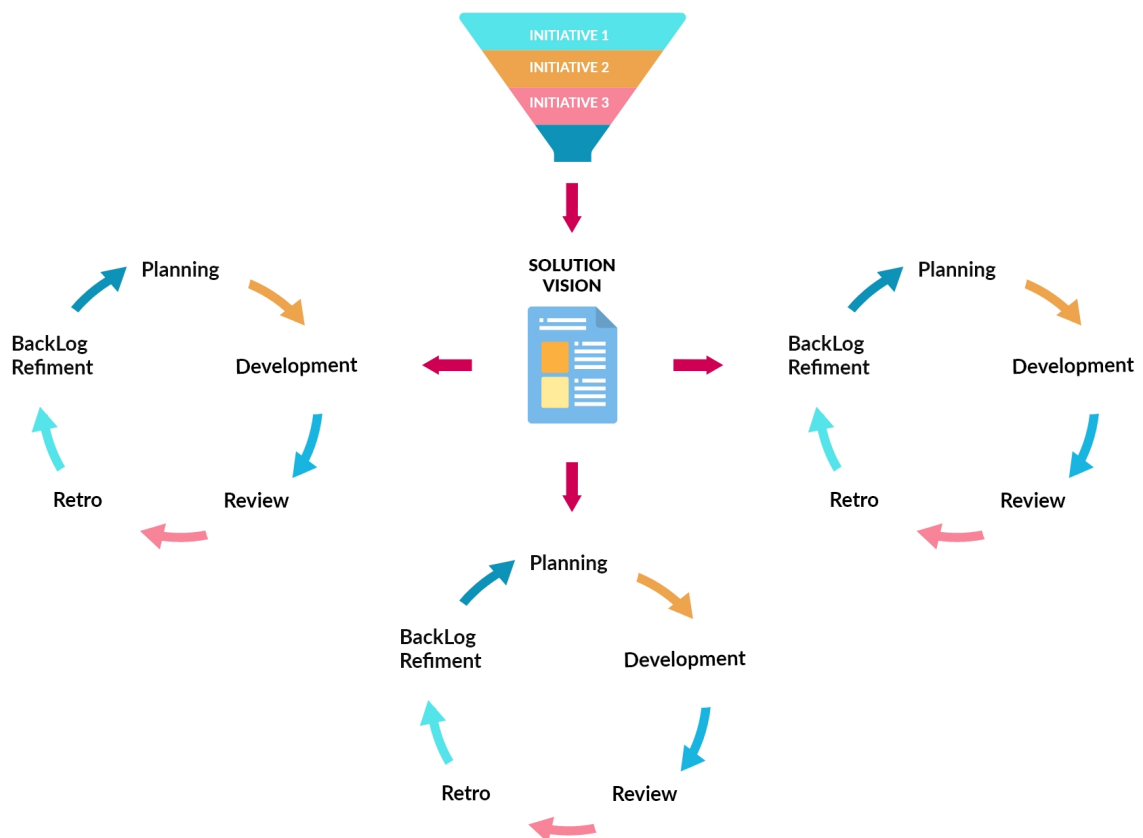 INITIATIVE 1
INITIATIVE 2
INITIATIVE 3
SOLUTION
VISION
Planning
BackLog
Refiment
Development
Retro
Review
Planning
BackLog
Refiment
Development
Retro
Review
Planning
BackLog
Refiment
Development
Retro
Review